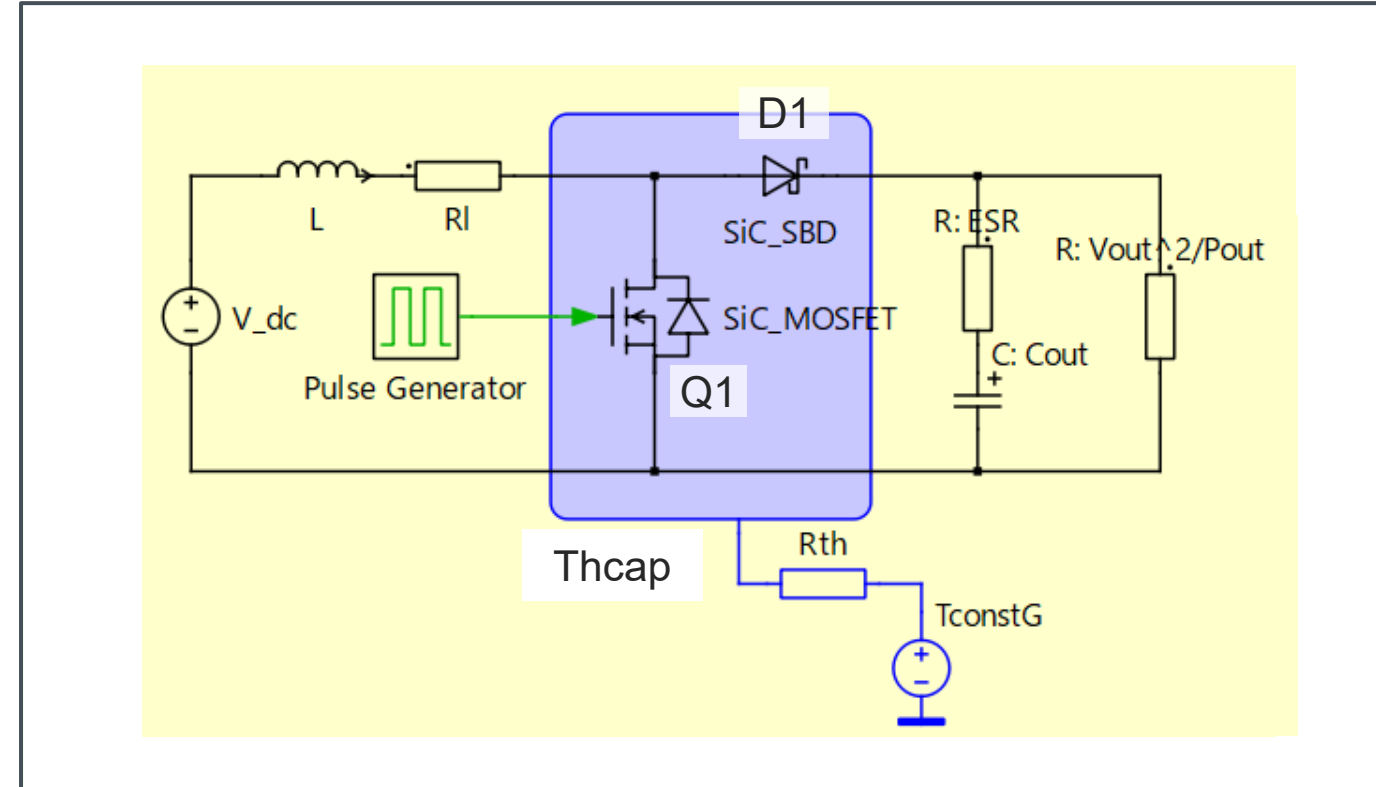 D1
L
Rl
SiC_SBD
R: ESR
R: Vout^2/Pout
V_dc
SiC_MOSFET
C: Cout
Pulse Generator
Q1
Rth
Thcap
TconstG